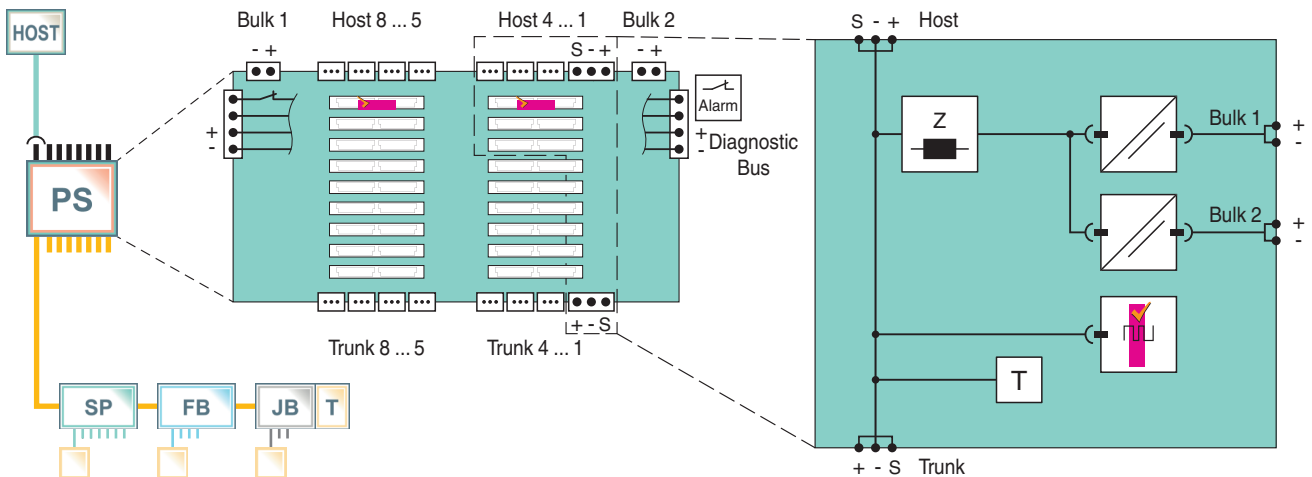 HOST
Bulk 1
Host 8 ... 5
Host 4 ... 1
Bulk 2
- +
S - +
- +
+
-
Alarm
+
-
Diagnostic
Bus
PS
+ - S
Trunk 8 ... 5
Trunk 4 ... 1
SP
FB
JB
T
S - +
Host
Z
Bulk 1
+
-
Bulk 2
+
-
T
+ - S
Trunk